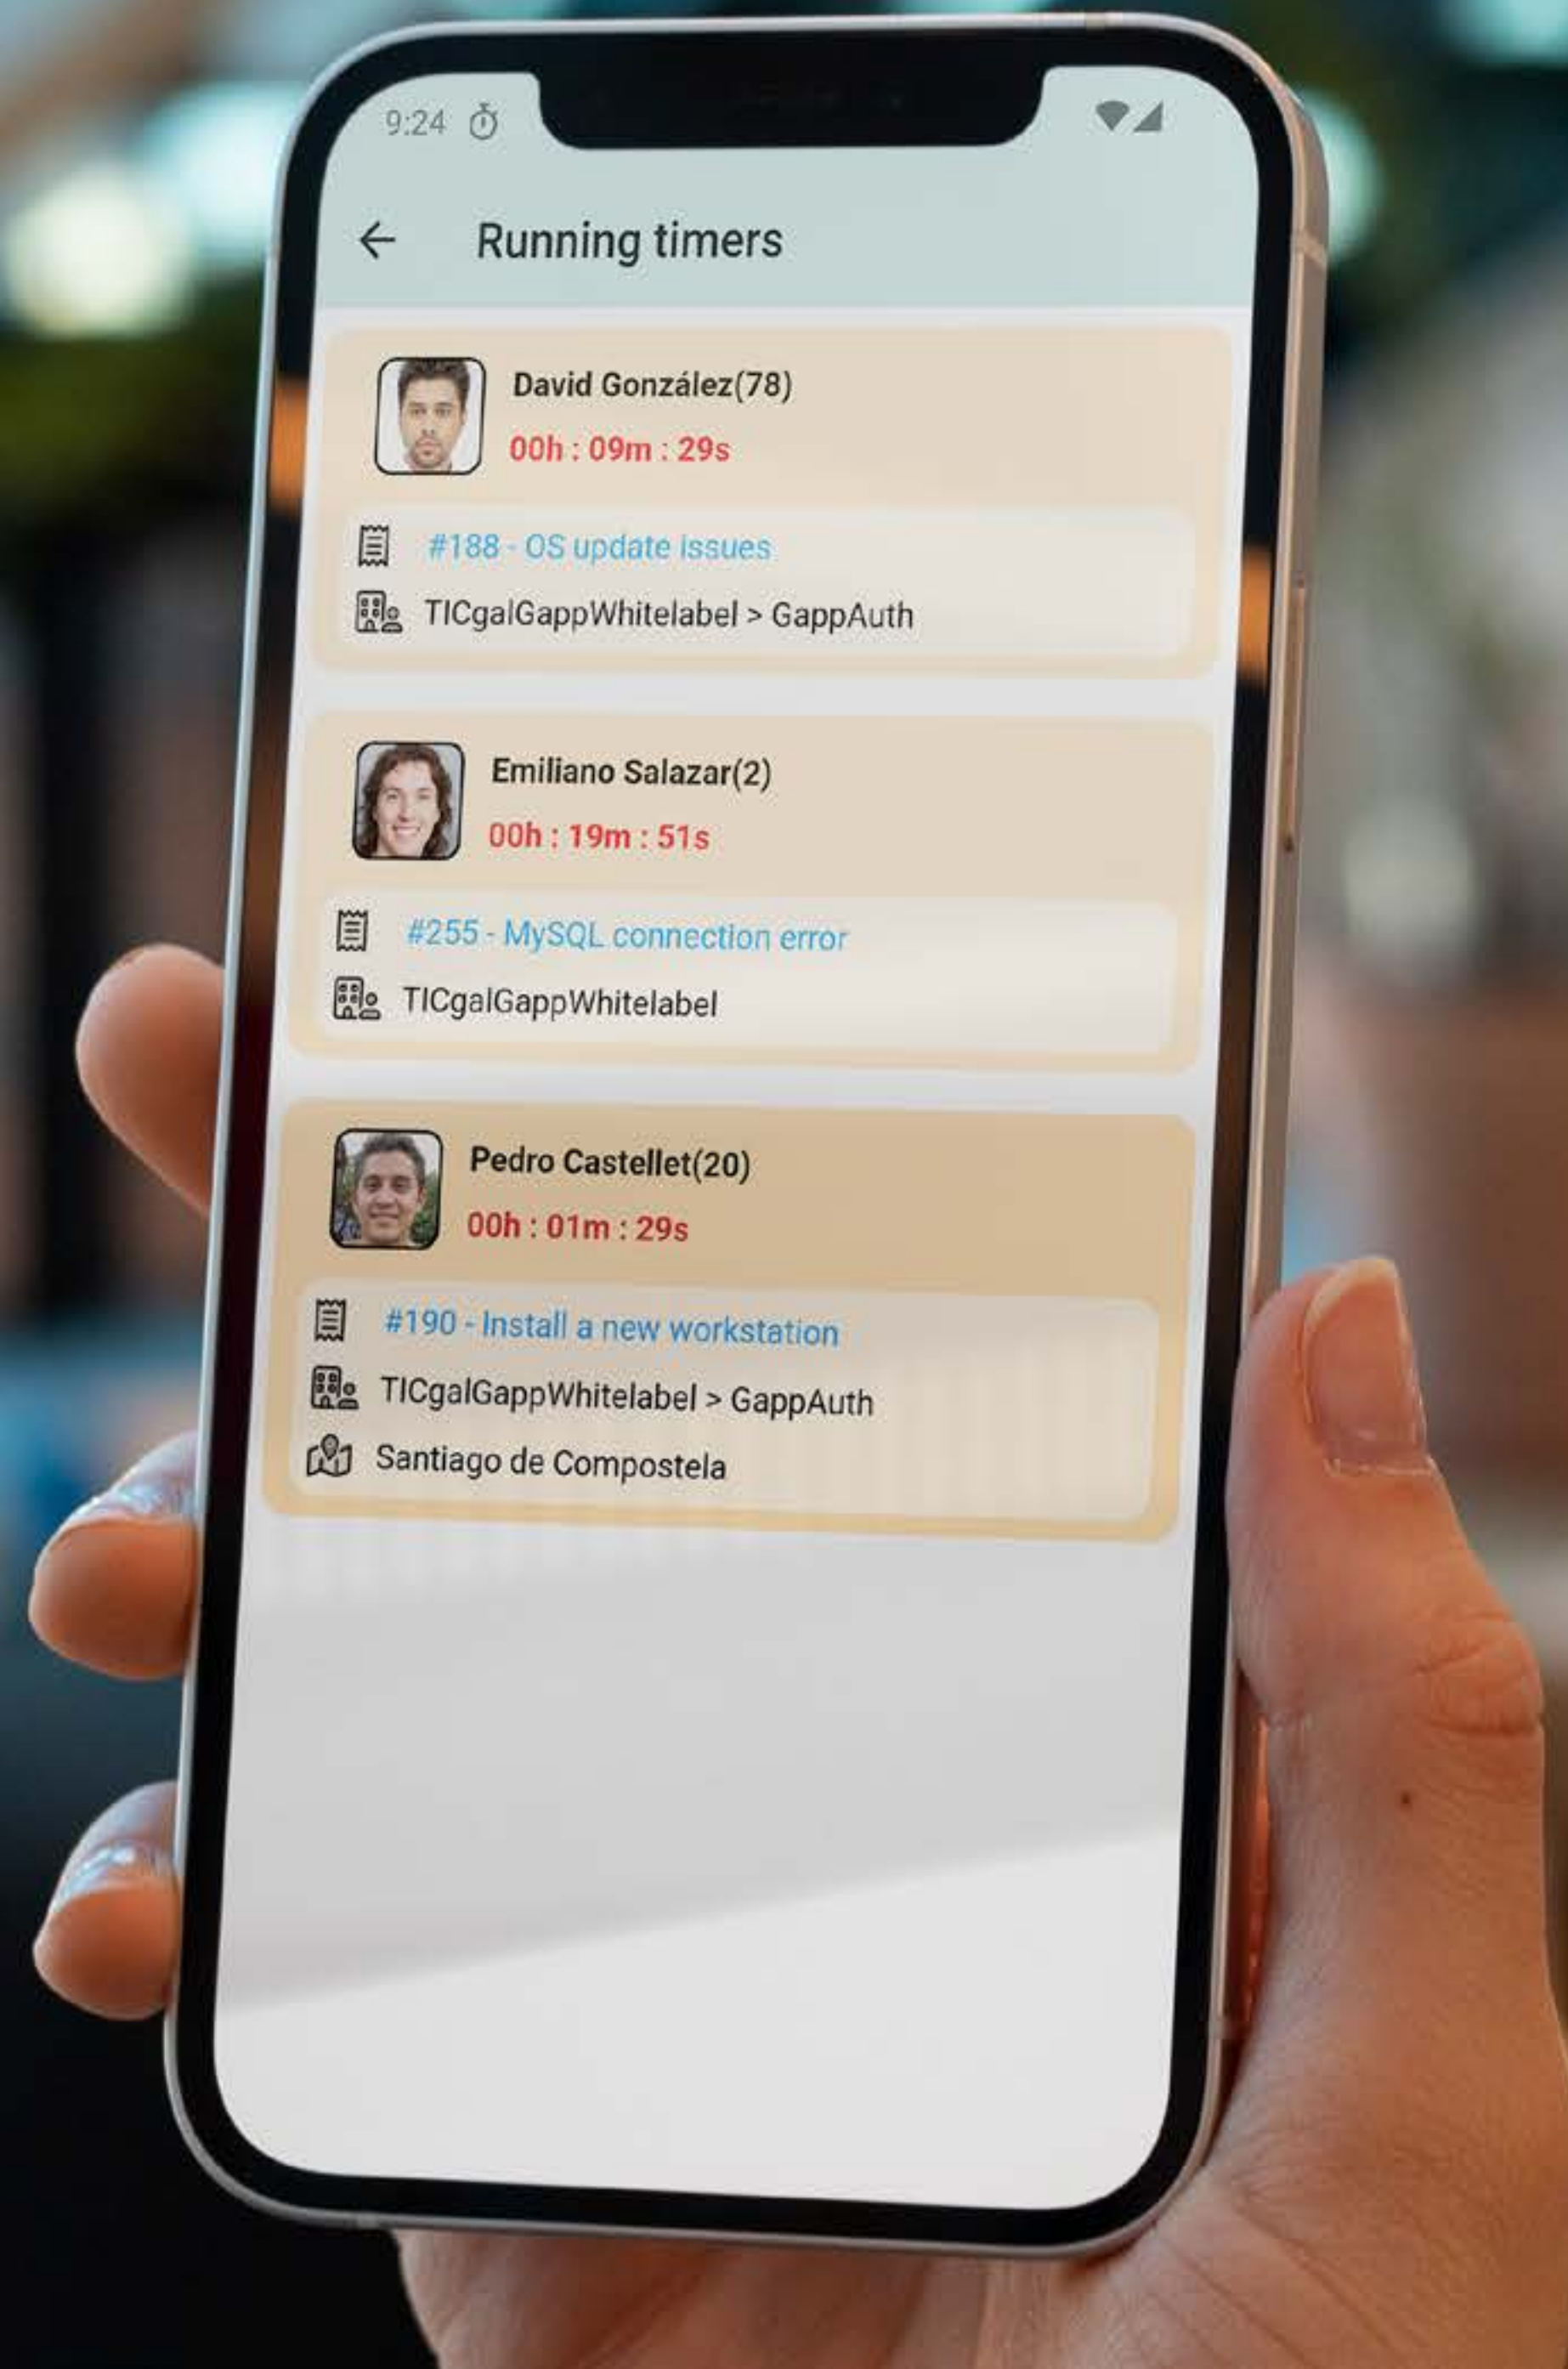 9:24
Running timers
David González(78)
00h : 09m : 29s
#188 - OS update issues
TICgalGappWhitelabel > GappAuth
Emiliano Salazar(2)
00h : 19m : 51s
#255 - MySQL connection error
TICgalGappWhitelabel
Pedro Castellet(20)
00h : 01m : 29s
#190 - Install a new workstation
TICgalGappWhitelabel > GappAuth
Santiago de Compostela